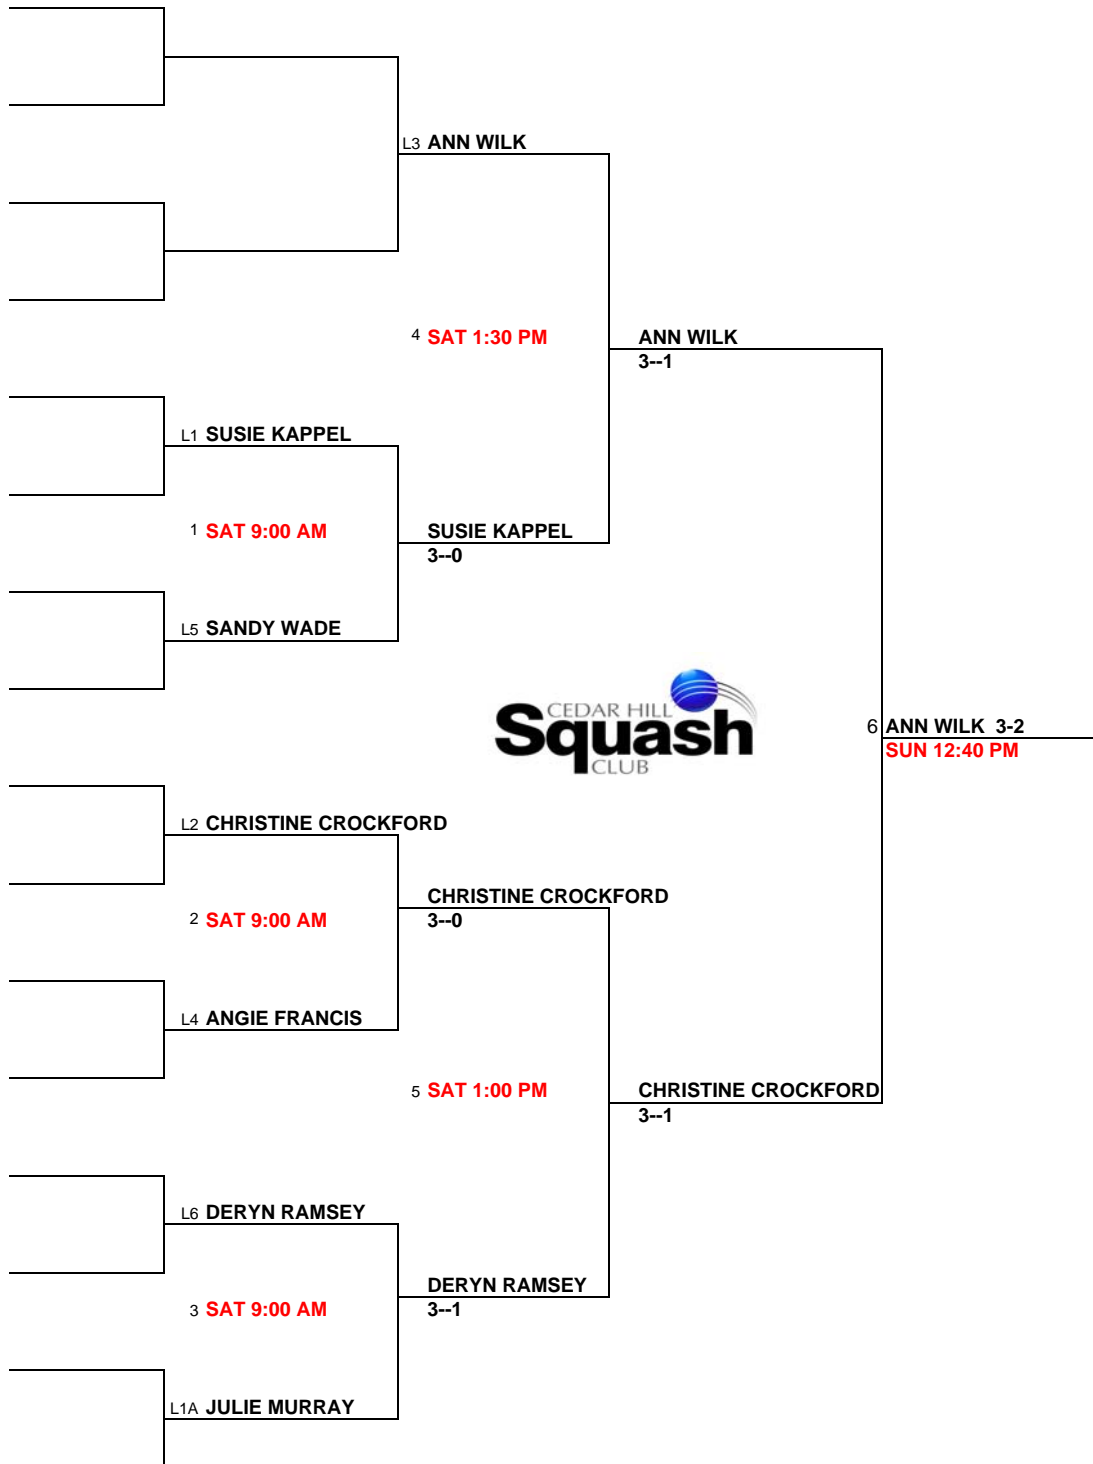 L3 ANN WILK
4 SAT 1:30 PM
ANN WILK
3--1
L1 SUSIE KAPPEL
1 SAT 9:00 AM
SUSIE KAPPEL
3--0
L5 SANDY WADE
CEDAR HILL
Squash
CLUB
6 ANN WILK 3-2
SUN 12:40 PM
L2 CHRISTINE CROCKFORD
CHRISTINE CROCKFORD
3--0
2 SAT 9:00 AM
L4 ANGIE FRANCIS
5 SAT 1:00 PM
CHRISTINE CROCKFORD
3--1
L6 DERYN RAMSEY
DERYN RAMSEY
3--1
3 SAT 9:00 AM
L1A JULIE MURRAY